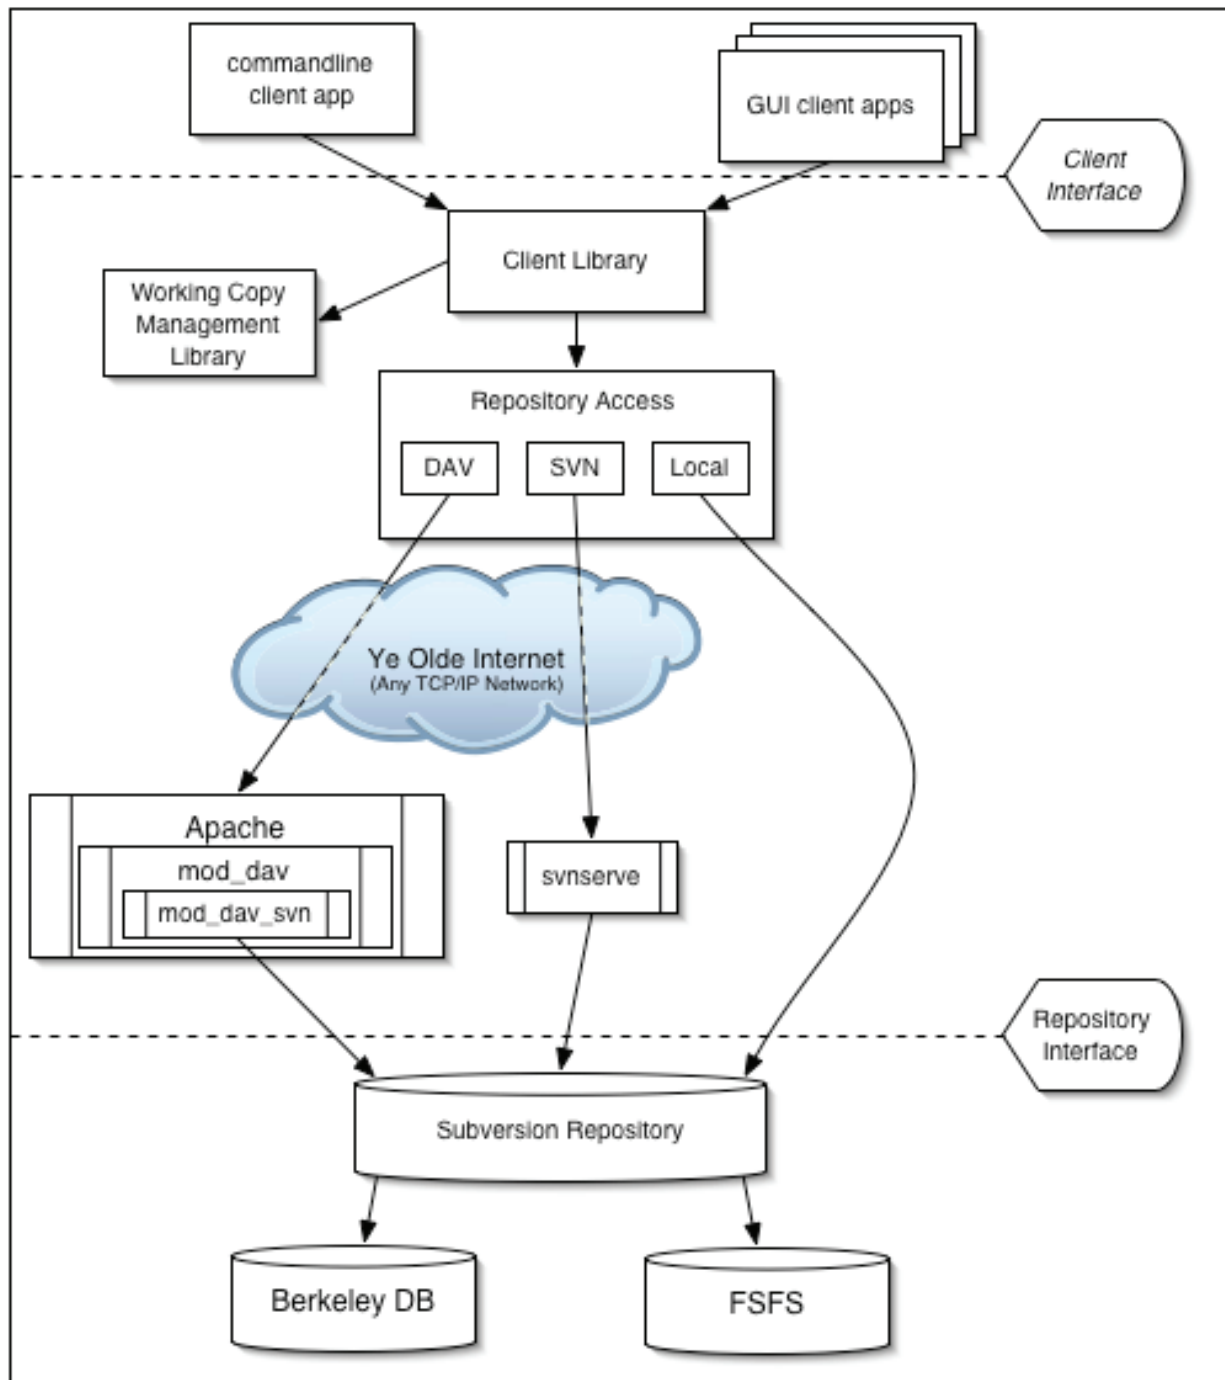 commandline
client app
GUI client apps
Client
Interface
Client Library
Working Copy
Management
Library
Repository Access
DAV
SVN
Local
Ye Olde Internet
(Any TCP/IP Network)
Apache
mod_dav
mod_dav_svn
svnserve
Repository
Interface
Subversion Repository
Berkeley DB
FSFS